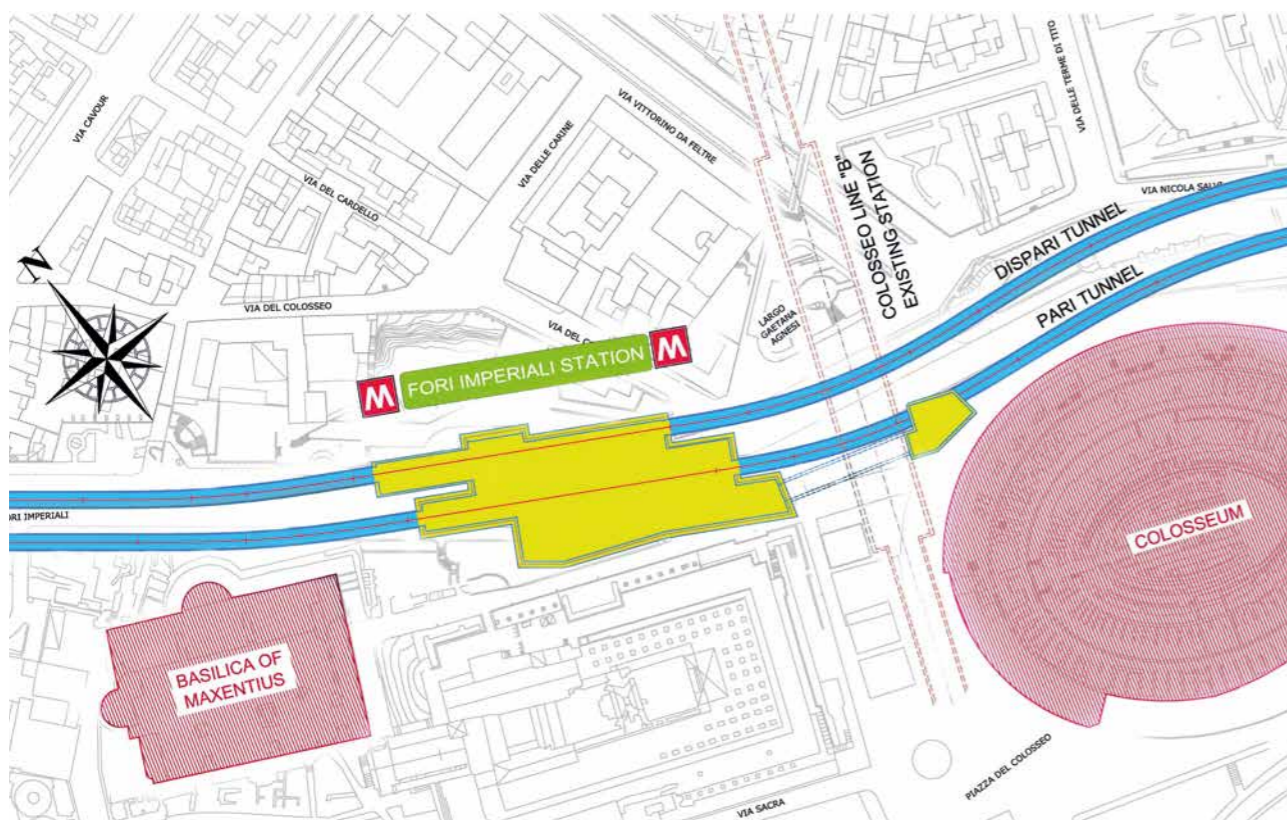 VIA CAVOUR
VIA DEL CARDELLO
VIA DELLE CARINE
VIA VITTORINO DA FELTRE
VIA DELLE TERME DI TITO
VIA NICOLA SALVI
N
VIA DEL COLOSSEO
VIA DEL
LARGO
GAETANA
AGNESI
COLOSSEO LINE "B"
EXISTING STATION
DISPARI TUNNEL
PARI TUNNEL
M FORI IMPERIALI STATION M
ORI IMPERIALI
COLOSSEUM
BASILICA OF
MAXENTIUS
PIAZZA DEL COLOSSEO
VIA SACRA